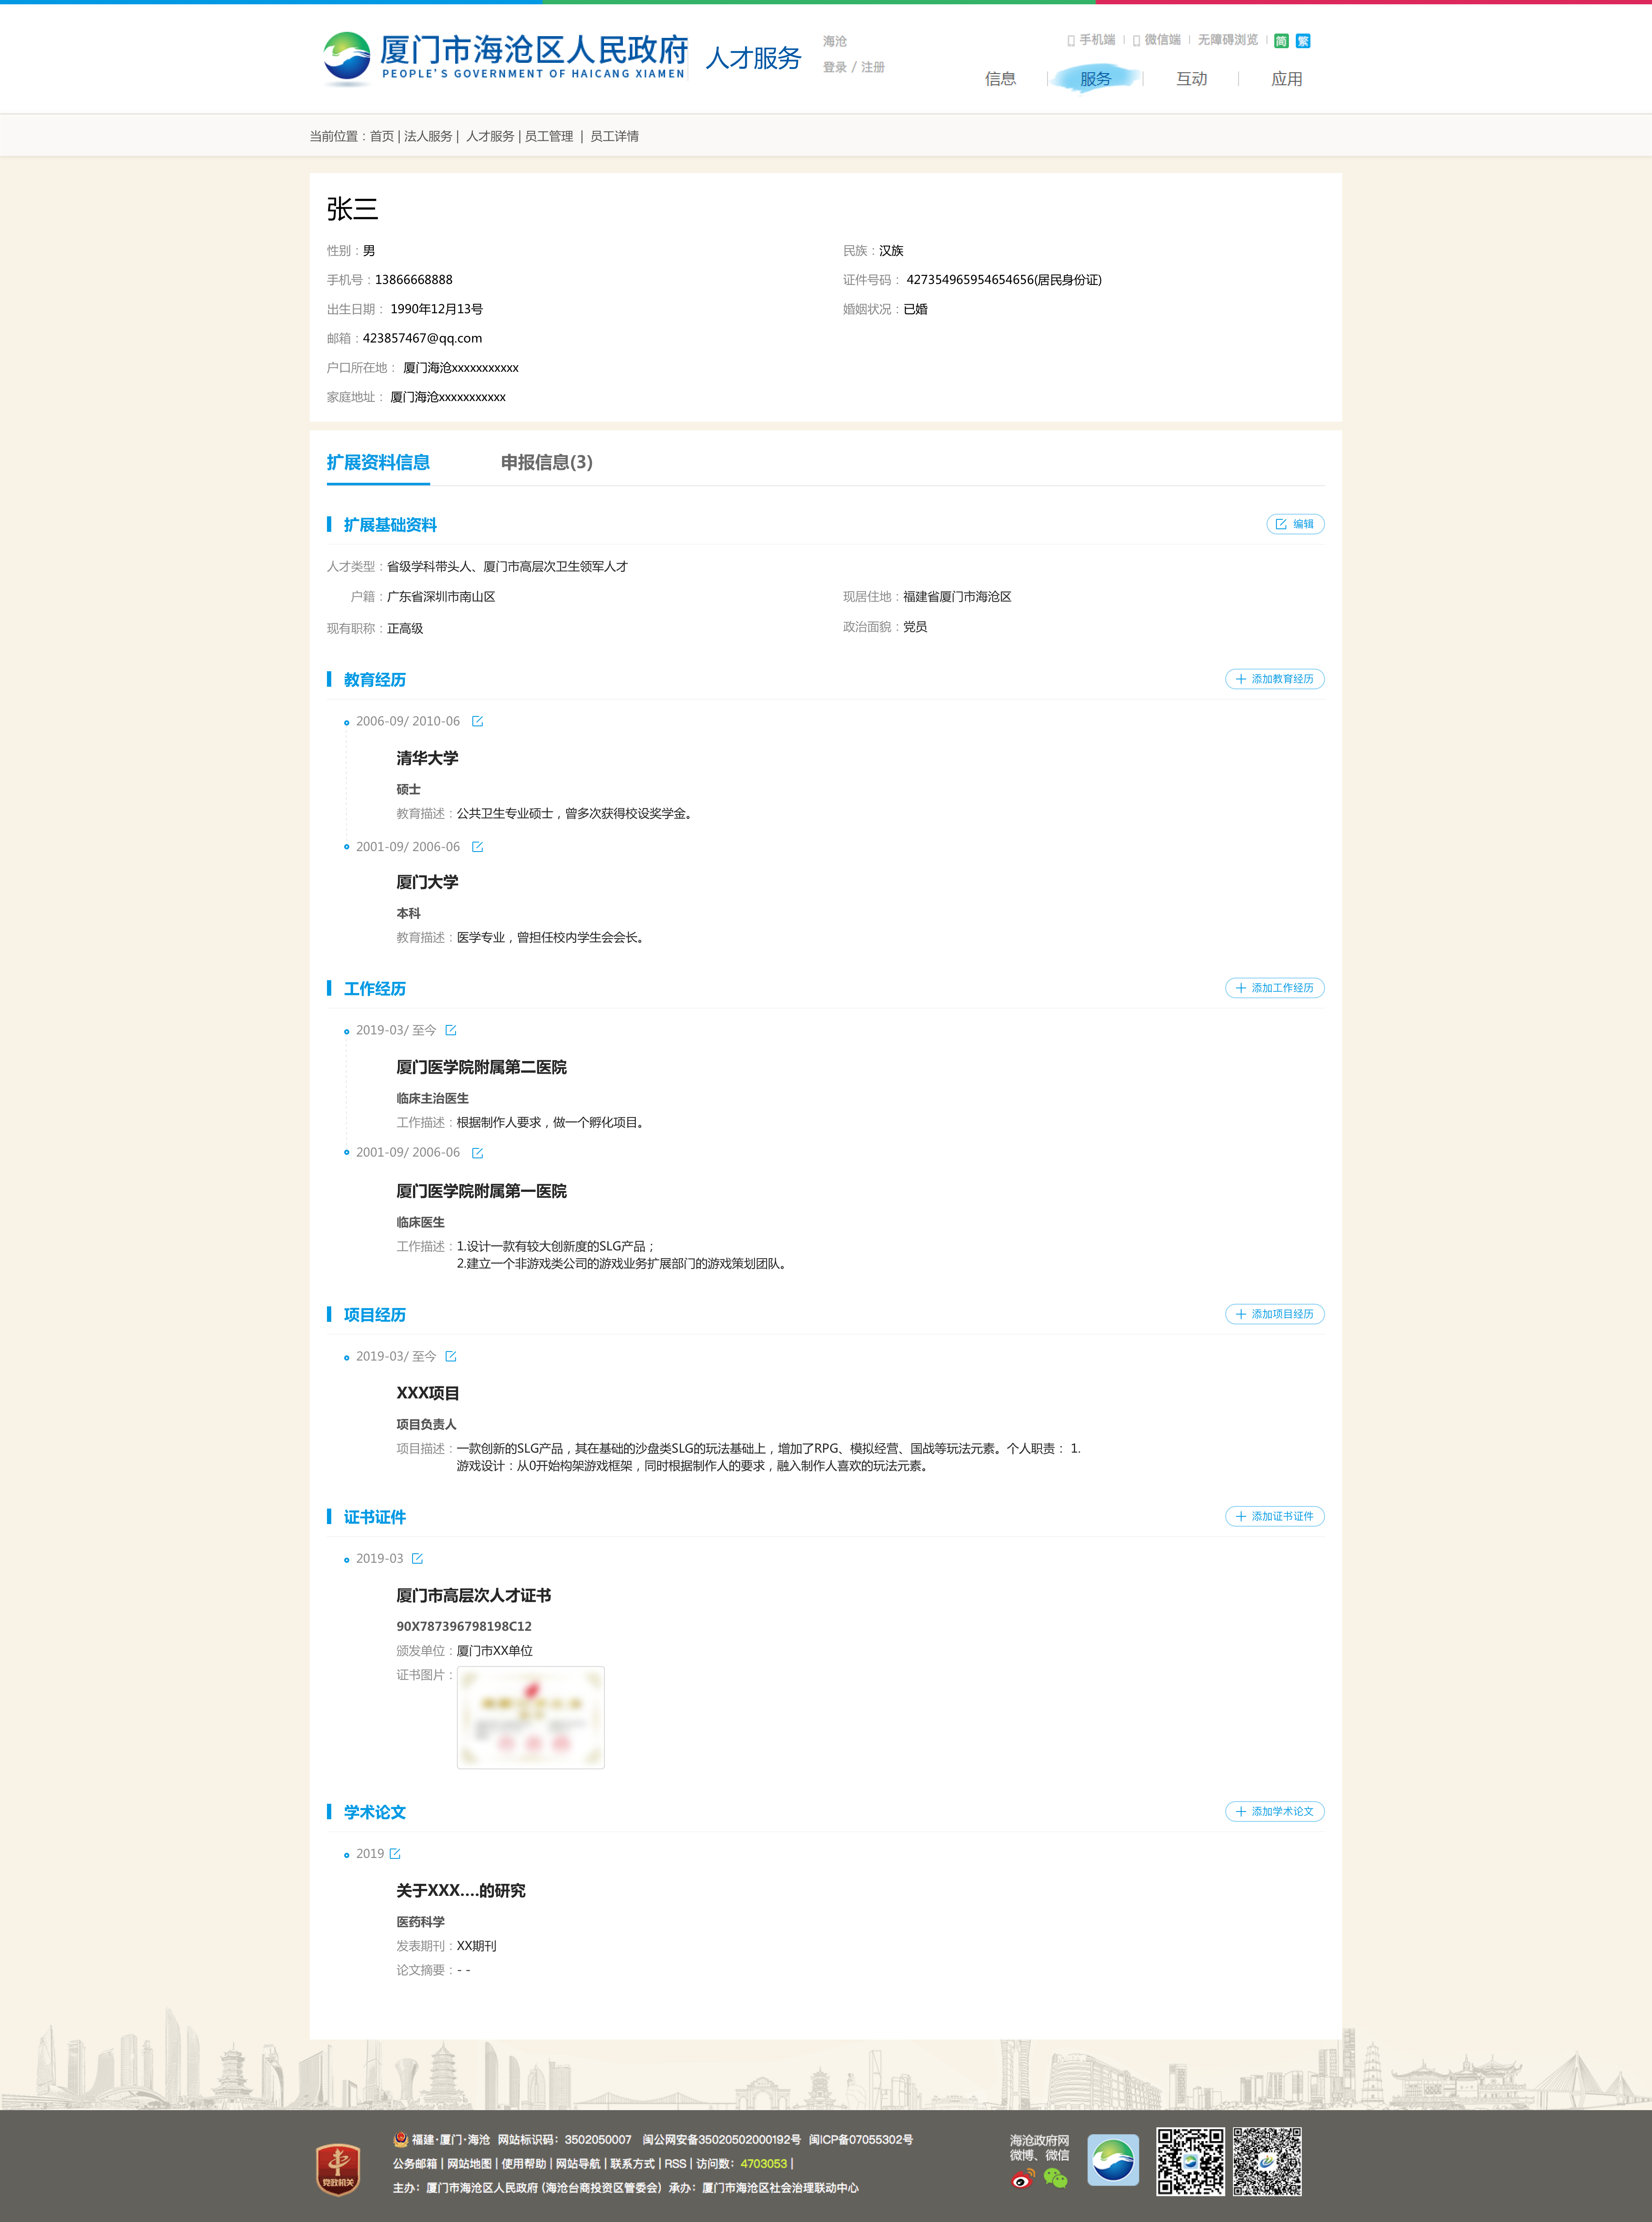 厦门市海沧区人民政府
PEOPLE'S GOVERNMENT OF HAICANG XIAMEN
人才服务
海沧
登录 / 注册
手机端 | 微信端 | 无障碍浏览 | 简 繁
信息 | 服务 | 互动 | 应用
当前位置：首页 | 法人服务 | 人才服务 | 员工管理 | 员工详情
张三
性别：男
民族：汉族
手机号：13866668888
证件号码： 427354965954654656(居民身份证)
出生日期： 1990年12月13号
婚姻状况：已婚
邮箱：423857467@qq.com
户口所在地： 厦门海沧xxxxxxxxxxx
家庭地址： 厦门海沧xxxxxxxxxxx
扩展资料信息
申报信息(3)
扩展基础资料
编辑
人才类型：省级学科带头人、厦门市高层次卫生领军人才
户籍：广东省深圳市南山区
现居住地：福建省厦门市海沧区
现有职称：正高级
政治面貌：党员
教育经历
添加教育经历
2006-09/ 2010-06
清华大学
硕士
教育描述：公共卫生专业硕士，曾多次获得校设奖学金。
2001-09/ 2006-06
厦门大学
本科
教育描述：医学专业，曾担任校内学生会会长。
工作经历
添加工作经历
2019-03/ 至今
厦门医学院附属第二医院
临床主治医生
工作描述：根据制作人要求，做一个孵化项目。
2001-09/ 2006-06
厦门医学院附属第一医院
临床医生
工作描述：1.设计一款有较大创新度的SLG产品；
2.建立一个非游戏类公司的游戏业务扩展部门的游戏策划团队。
项目经历
添加项目经历
2019-03/ 至今
XXX项目
项目负责人
项目描述：一款创新的SLG产品，其在基础的沙盘类SLG的玩法基础上，增加了RPG、模拟经营、国战等玩法元素。个人职责： 1.
游戏设计：从0开始构架游戏框架，同时根据制作人的要求，融入制作人喜欢的玩法元素。
证书证件
添加证书证件
2019-03
厦门市高层次人才证书
90X787396798198C12
颁发单位：厦门市XX单位
证书图片：
学术论文
添加学术论文
2019
关于XXX....的研究
医药科学
发表期刊：XX期刊
论文摘要：- -
党政机关
福建·厦门·海沧 网站标识码：3502050007 闽公网安备35020502000192号 闽ICP备07055302号
公务邮箱 | 网站地图 | 使用帮助 | 网站导航 | 联系方式 | RSS | 访问数：4703053 |
主办：厦门市海沧区人民政府 (海沧台商投资区管委会) 承办：厦门市海沧区社会治理联动中心
海沧政府网
微博、微信